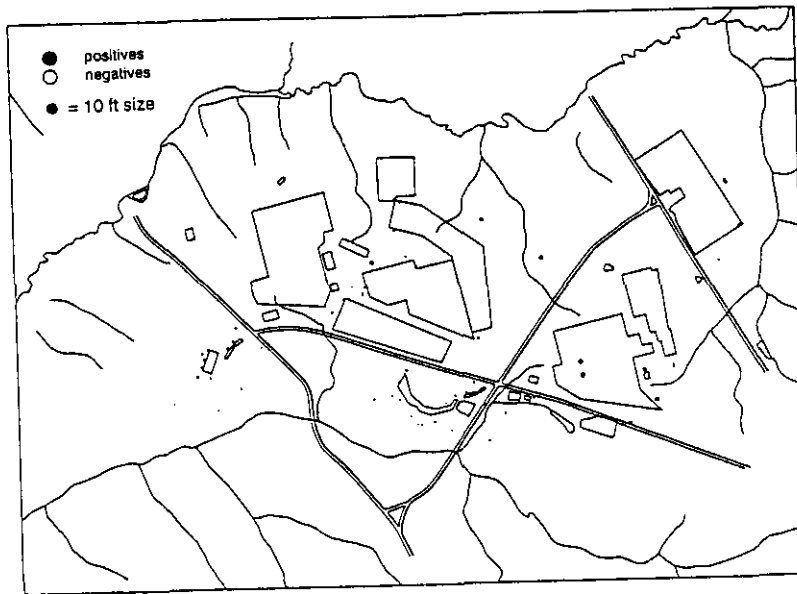 positives
negatives
= 10 ft size